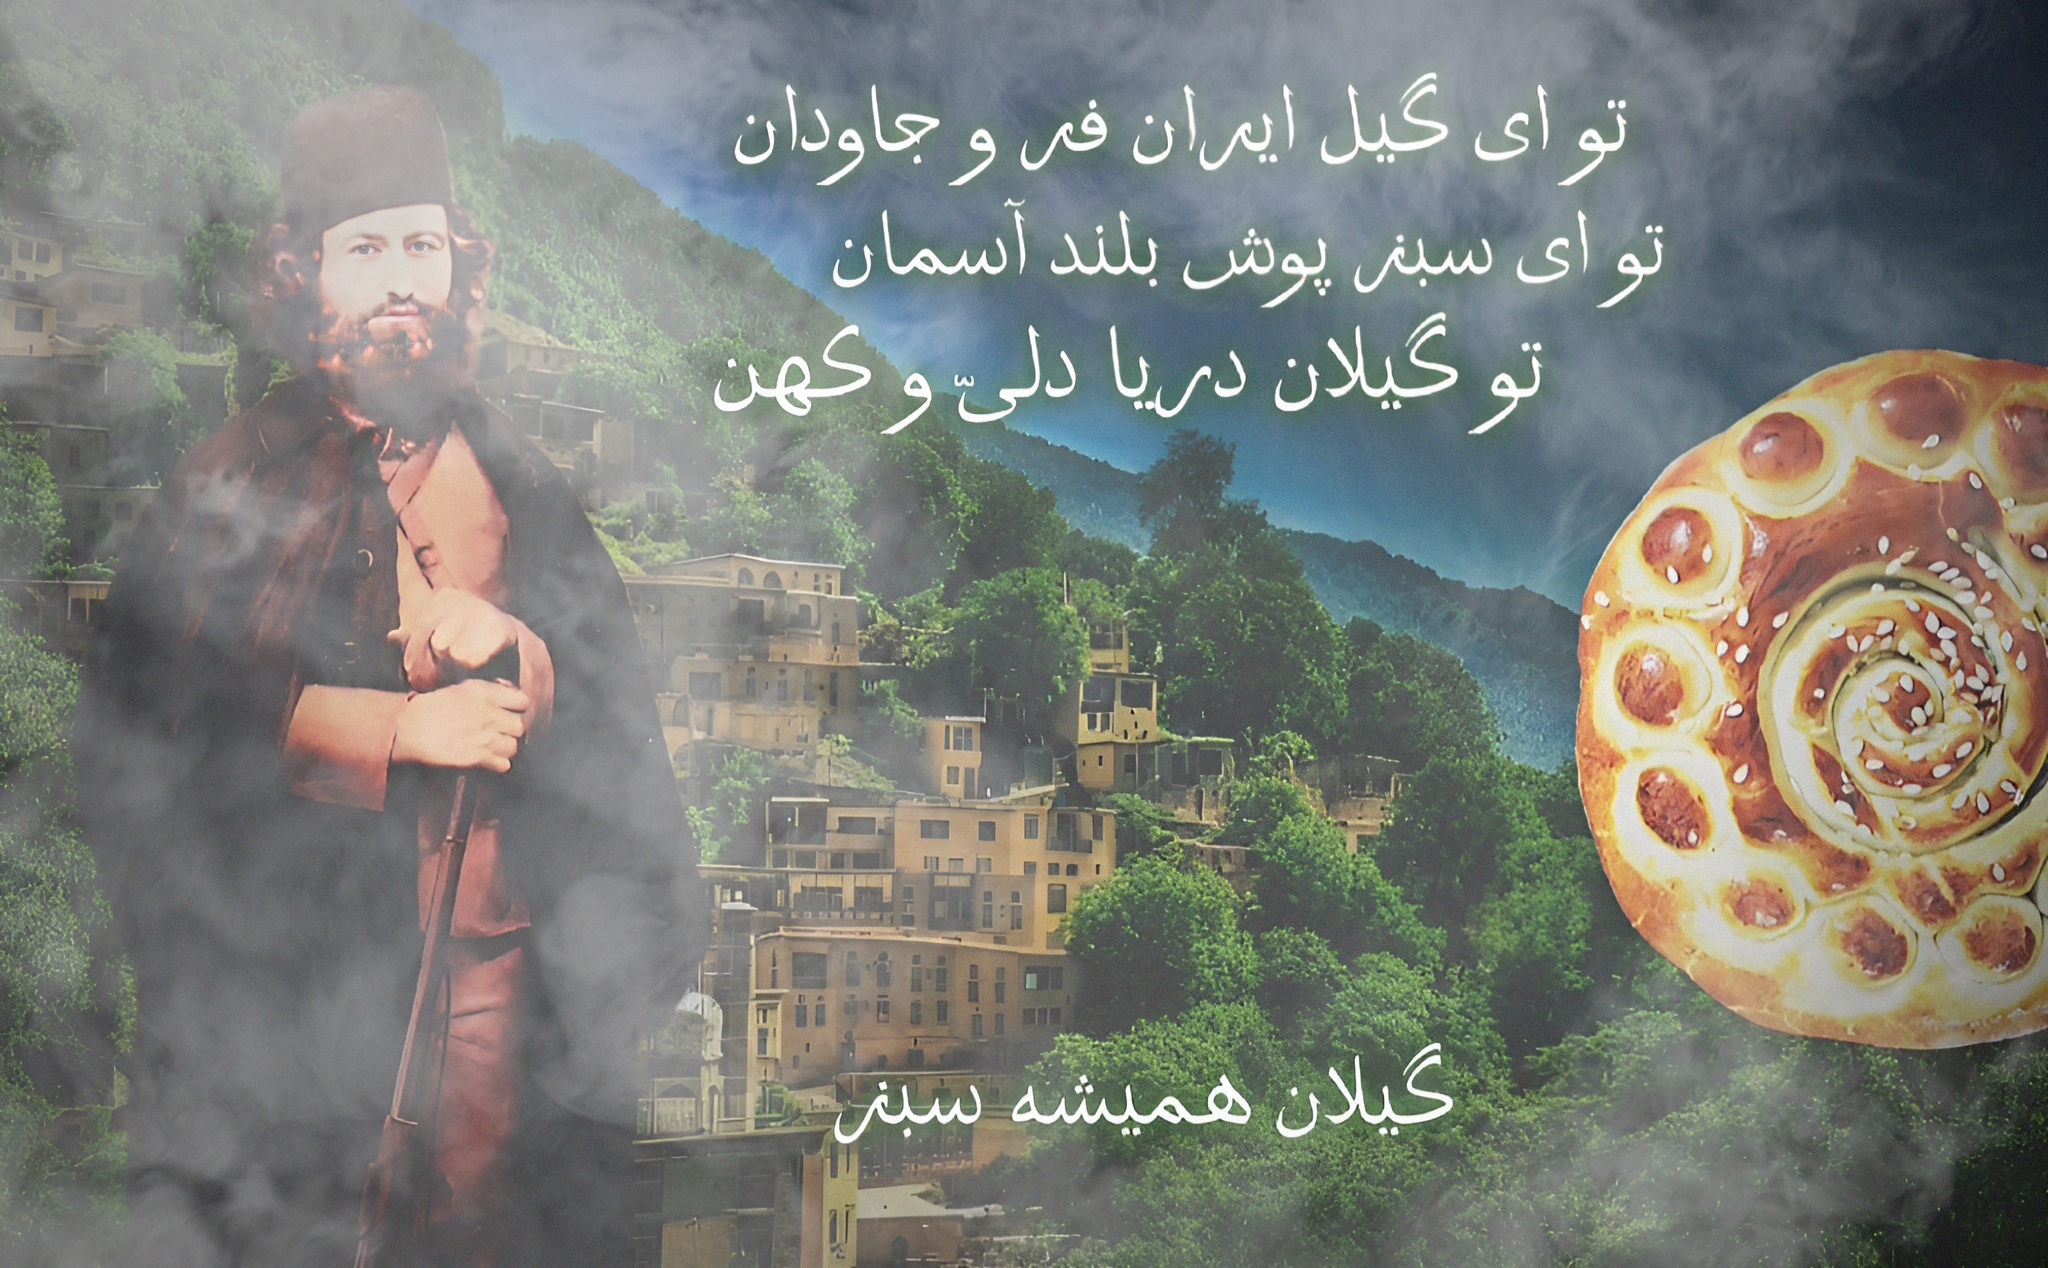 تو ای گیل ایران فر و جاودان
تو ای سبز پوش بلند آسمان
تو گیلان دریا دلیّ و کهن
گیلان همیشه سبز